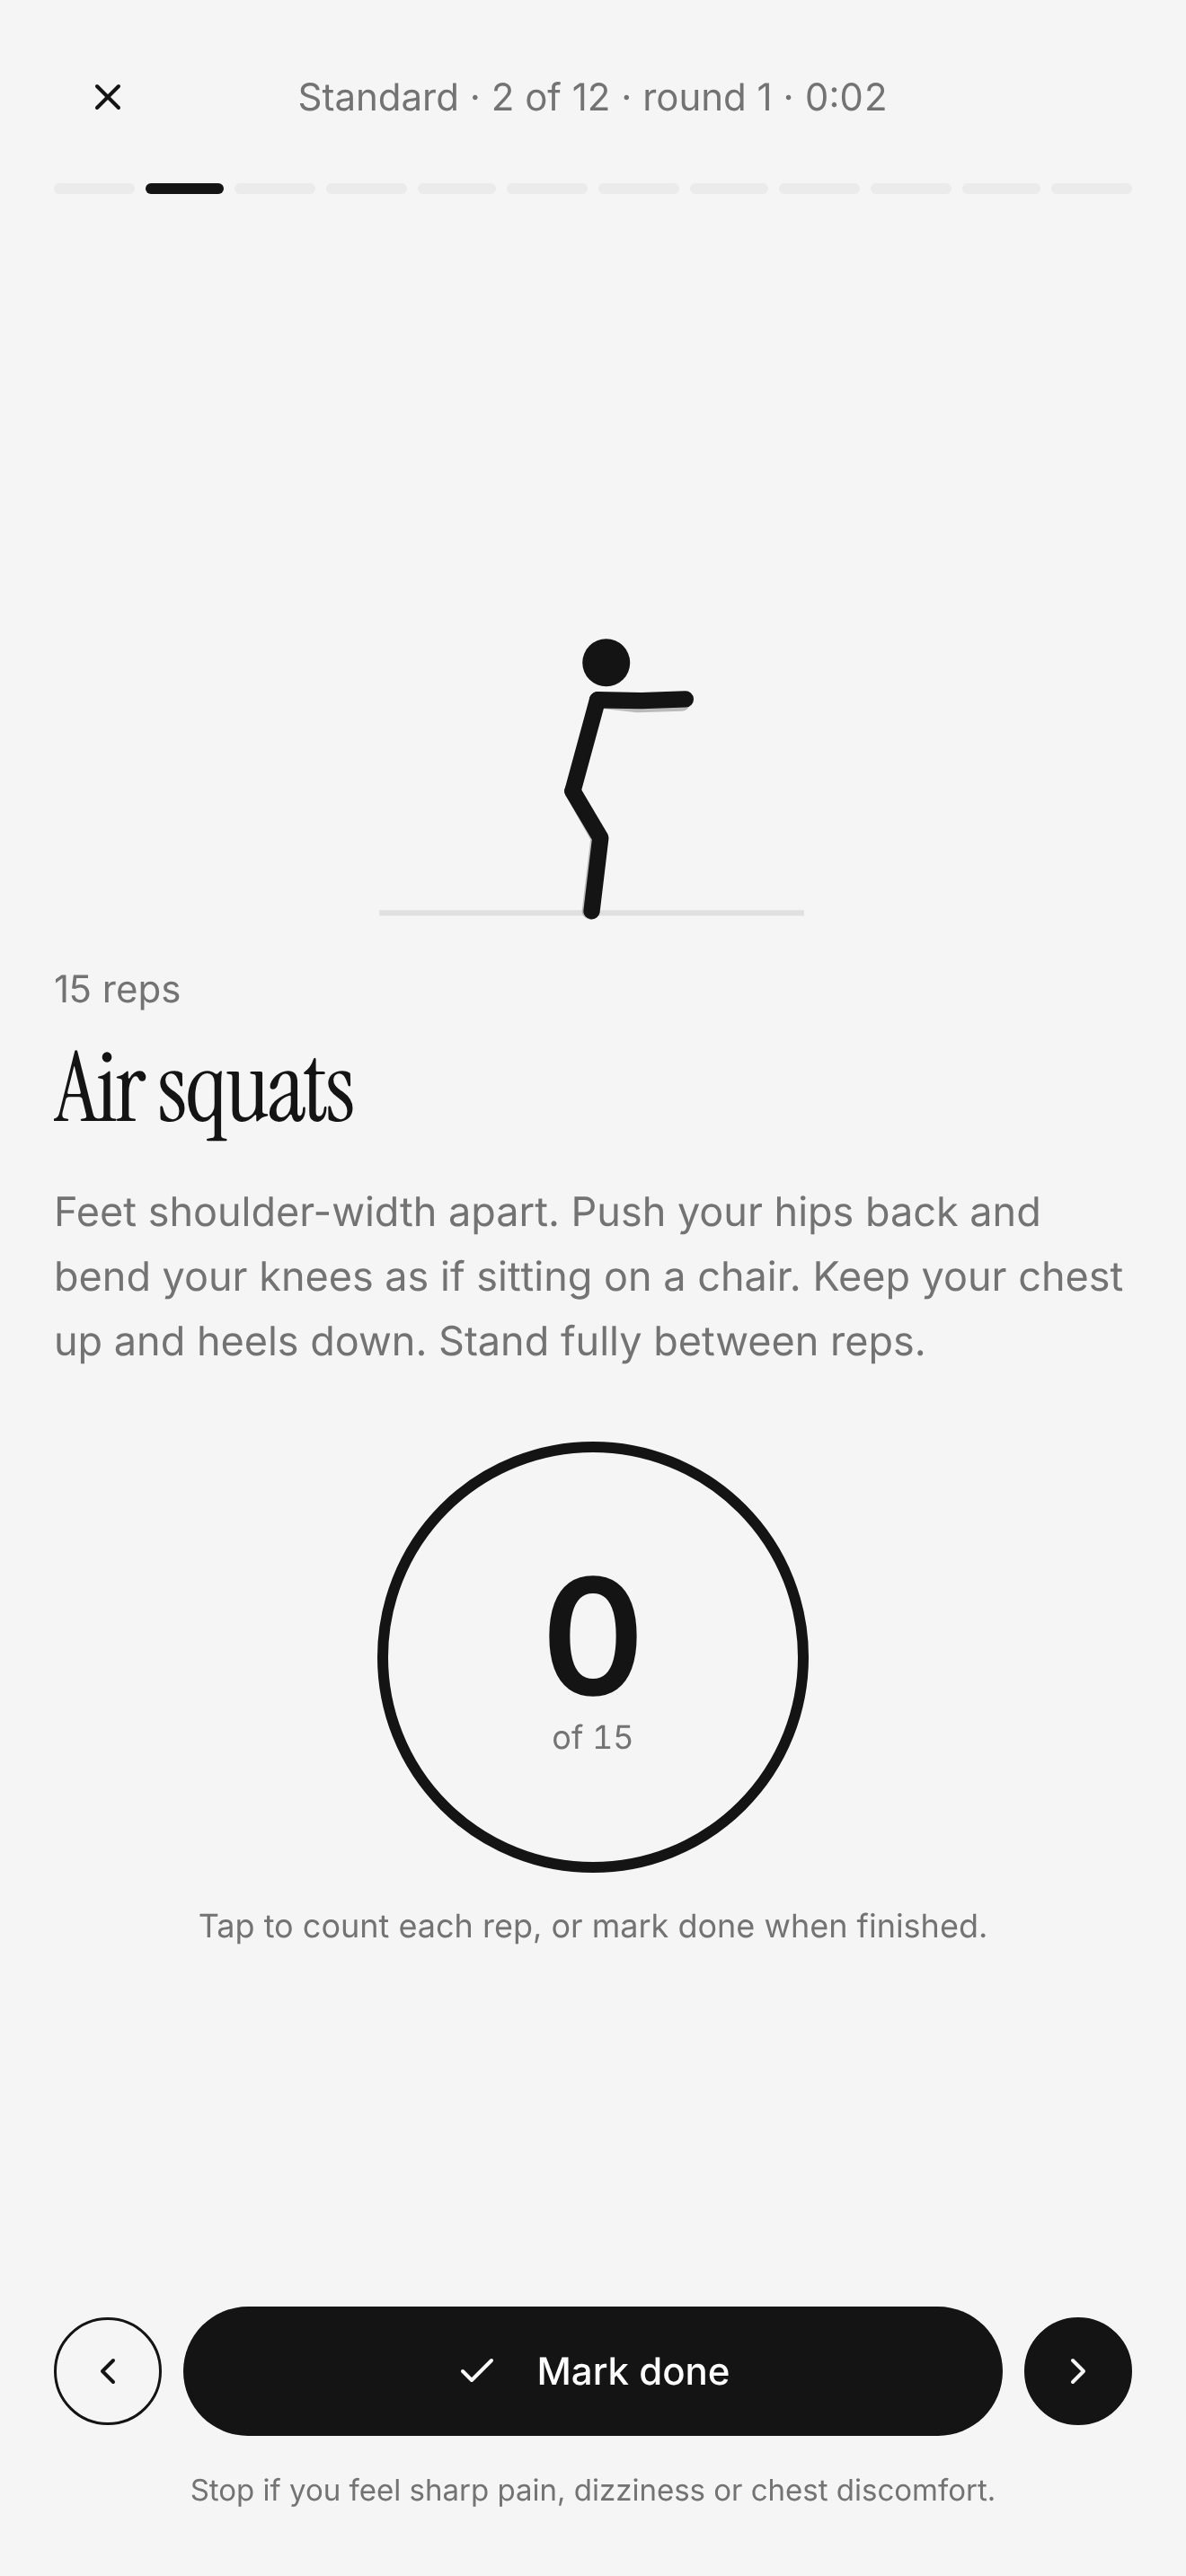 Standard · 2 of 12 · round 1 · 0:02
15 reps
Air squats
Feet shoulder-width apart. Push your hips back and
bend your knees as if sitting on a chair. Keep your chest
up and heels down. Stand fully between reps.
0
of 15
Tap to count each rep, or mark done when finished.
Mark done
Stop if you feel sharp pain, dizziness or chest discomfort.